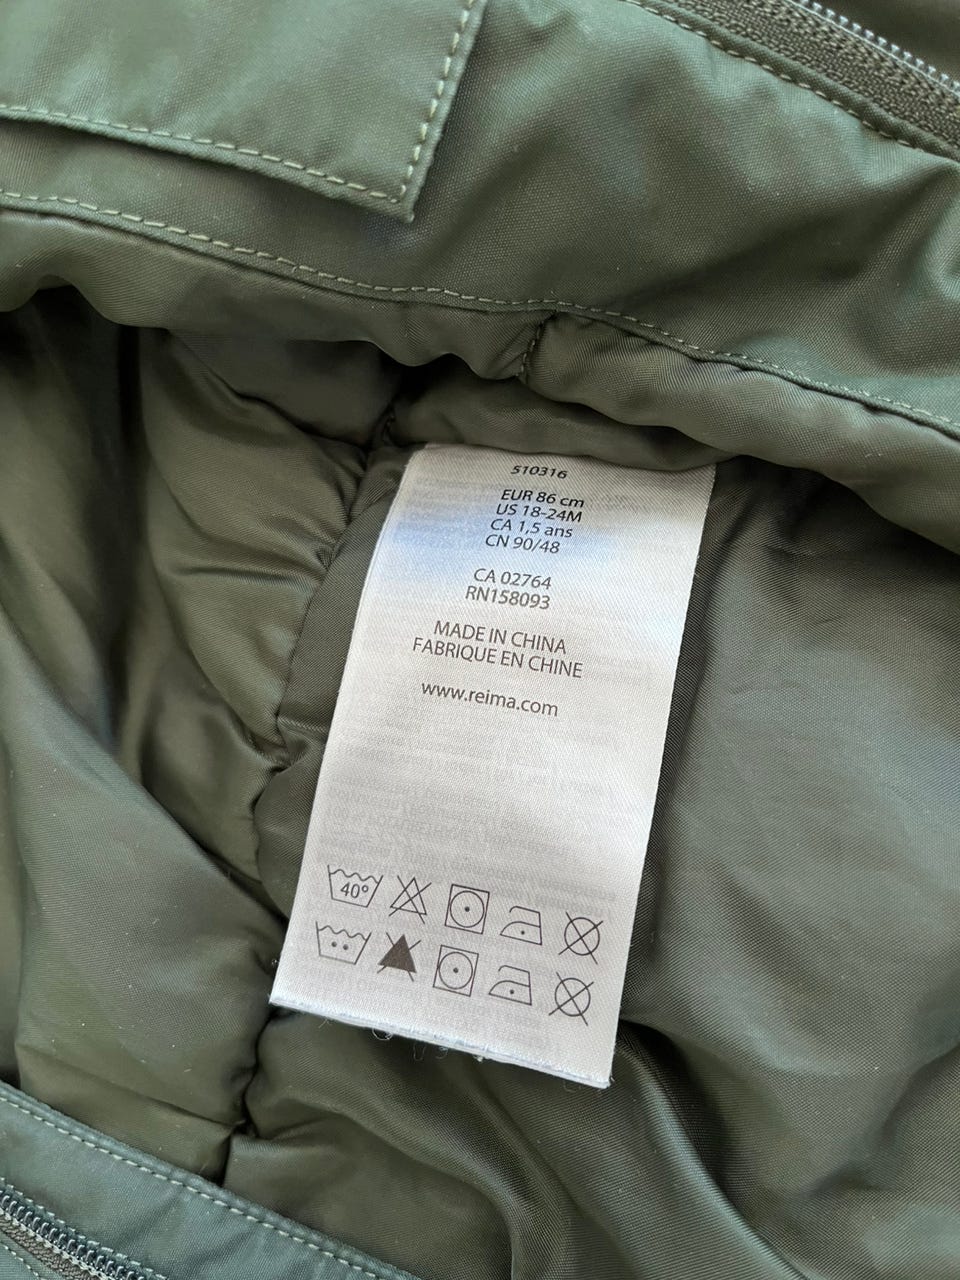 510316
EUR 86 cm
US 18-24M
CA 1,5 ans
CN 90/48
CA 02764
RN158093
MADE IN CHINA
FABRIQUE EN CHINE
www.reima.com
40°